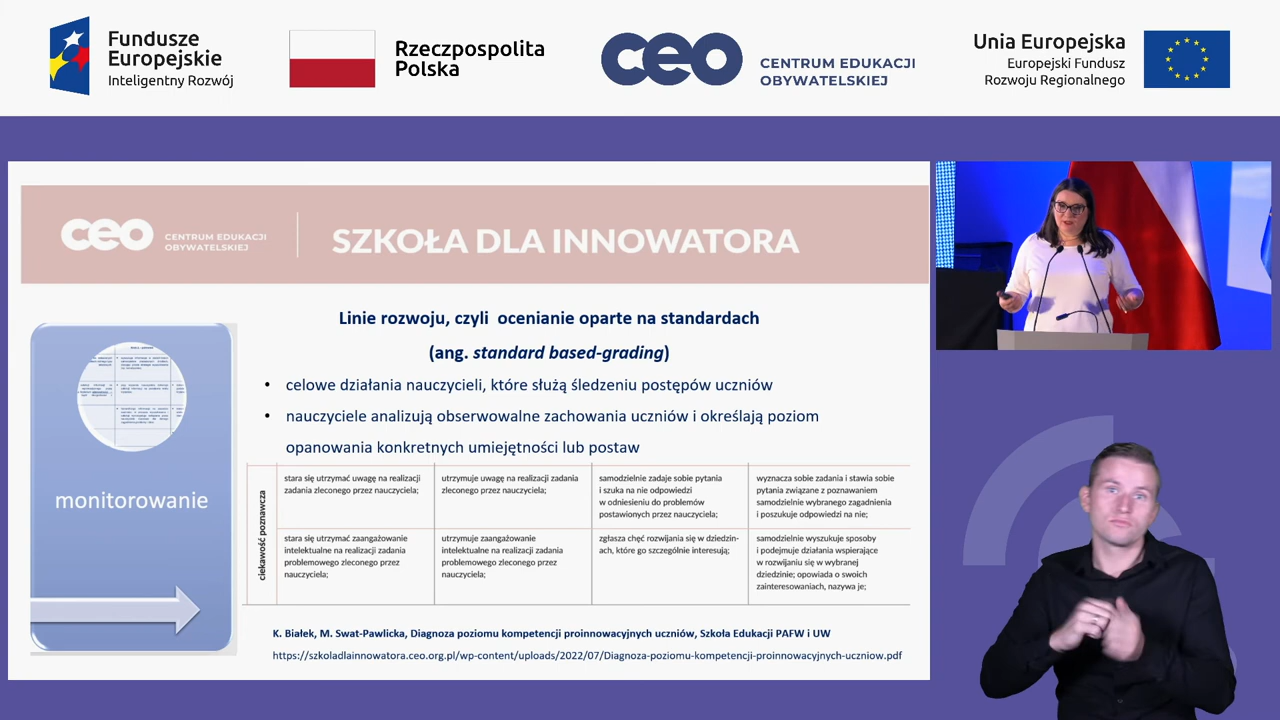 Fundusze
Europejskie
Inteligentny Rozwój
Rzeczpospolita
Polska
ceo
CENTRUM EDUKACJI
OBYWATELSKIEJ
Unia Europejska
Europejski Fundusz
Rozwoju Regionalnego
ceo
CENTRUM EDUKACJI
OBYWATELSKIEJ
SZKOŁA DLA INNOWATORA
monitorowanie
Linie rozwoju, czyli ocenianie oparte na standardach
(ang. standard based-grading)
• celowe działania nauczycieli, które służą śledzeniu postępów uczniów
• nauczyciele analizują obserwowalne zachowania uczniów i określają poziom
opanowania konkretnych umiejętności lub postaw
ciekawość poznawcza
stara się utrzymać uwagę na realizacji
zadania zleconego przez nauczyciela;
utrzymuje uwagę na realizacji zadania
zleconego przez nauczyciela;
samodzielnie zadaje sobie pytania
i szuka na nie odpowiedzi
w odniesieniu do problemów
postawionych przez nauczyciela;
wyznacza sobie zadania i stawia sobie
pytania związane z poznawaniem
samodzielnie wybranego zagadnienia
i poszukuje odpowiedzi na nie;
stara się utrzymać zaangażowanie
intelektualne na realizacji zadania
problemowego zleconego przez
nauczyciela;
utrzymuje zaangażowanie
intelektualne na realizacji zadania
problemowego zleconego przez
nauczyciela;
zgłasza chęć rozwijania się w dziedzin-
ach, które go szczególnie interesują;
samodzielnie wyszukuje sposoby
i podejmuje działania wspierające
w rozwijaniu się w wybranej
dziedzinie; opowiada o swoich
zainteresowaniach, nazywa je;
K. Białek, M. Swat-Pawlicka, Diagnoza poziomu kompetencji proinnowacyjnych uczniów, Szkoła Edukacji PAFW i UW
https://szkoladlainnowatora.ceo.org.pl/wp-content/uploads/2022/07/Diagnoza-poziomu-kompetencji-proinnowacyjnych-uczniow.pdf